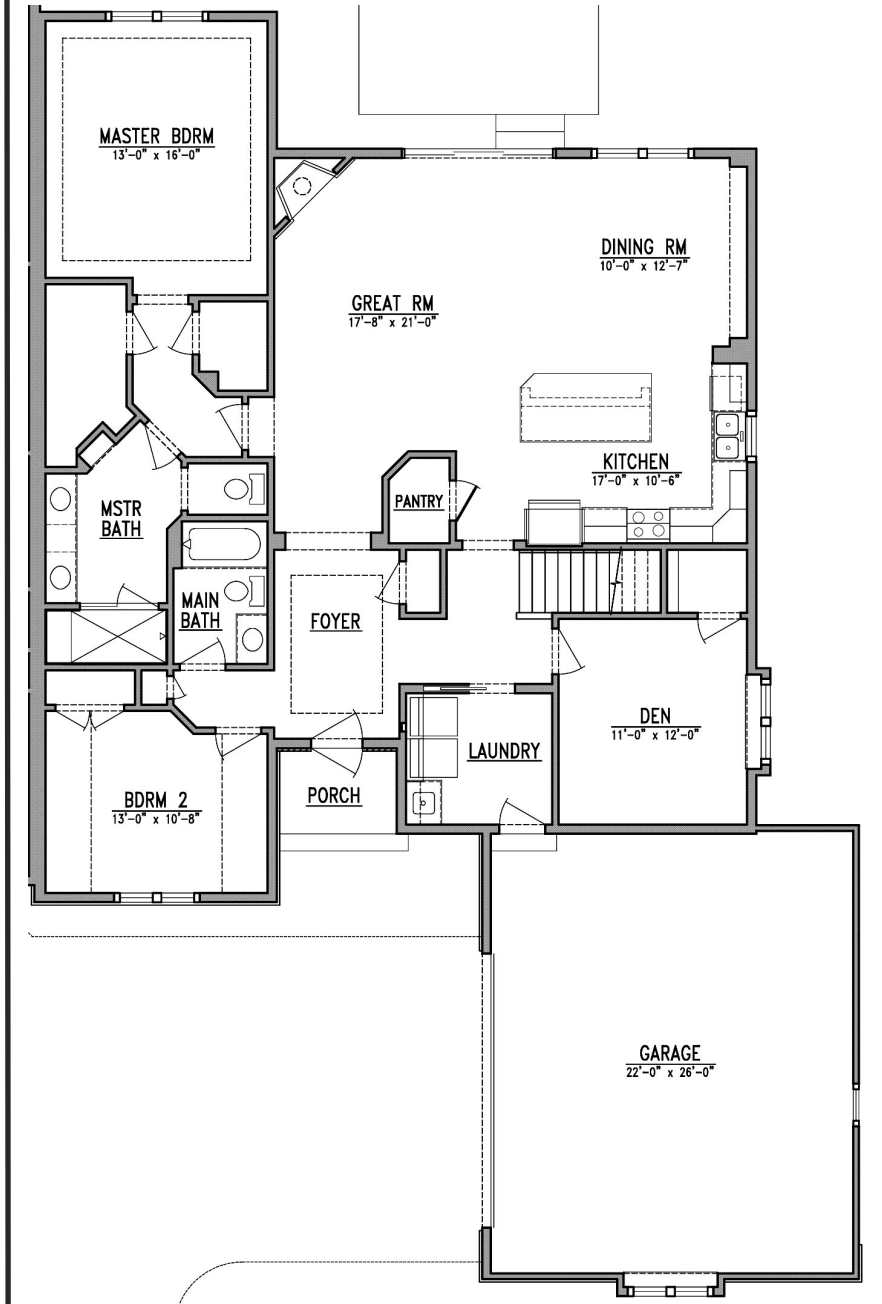 MASTER BDRM
13'-0" x 16'-0"
DINING RM
10'-0" x 12'-7"
GREAT RM
17'-8" x 21'-0"
KITCHEN
17'-0" x 10'-6"
PANTRY
MSTR
BATH
MAIN
BATH
FOYER
DEN
11'-0" x 12'-0"
LAUNDRY
PORCH
BDRM 2
13'-0" x 10'-8"
GARAGE
22'-0" x 26'-0"